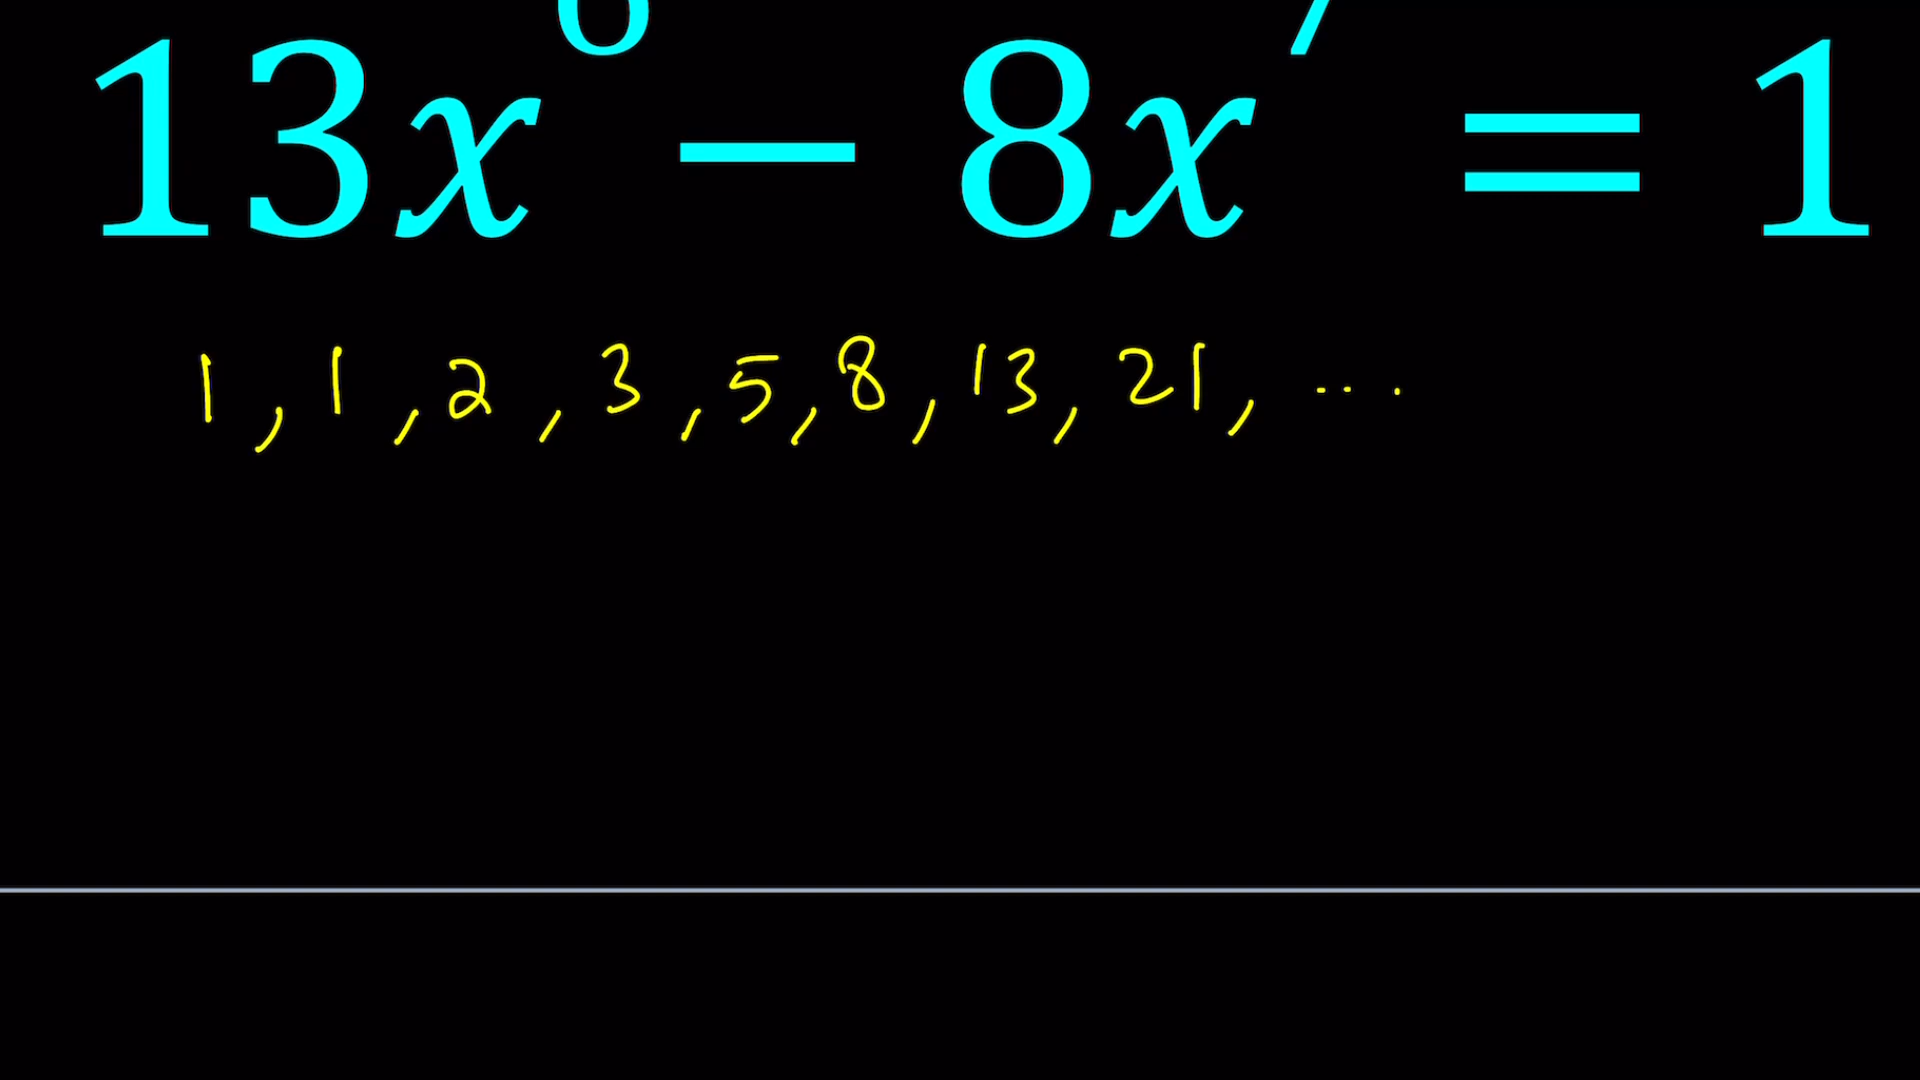 13x⁶ − 8x⁷ = 1
1, 1, 2, 3, 5, 8, 13, 21, ...